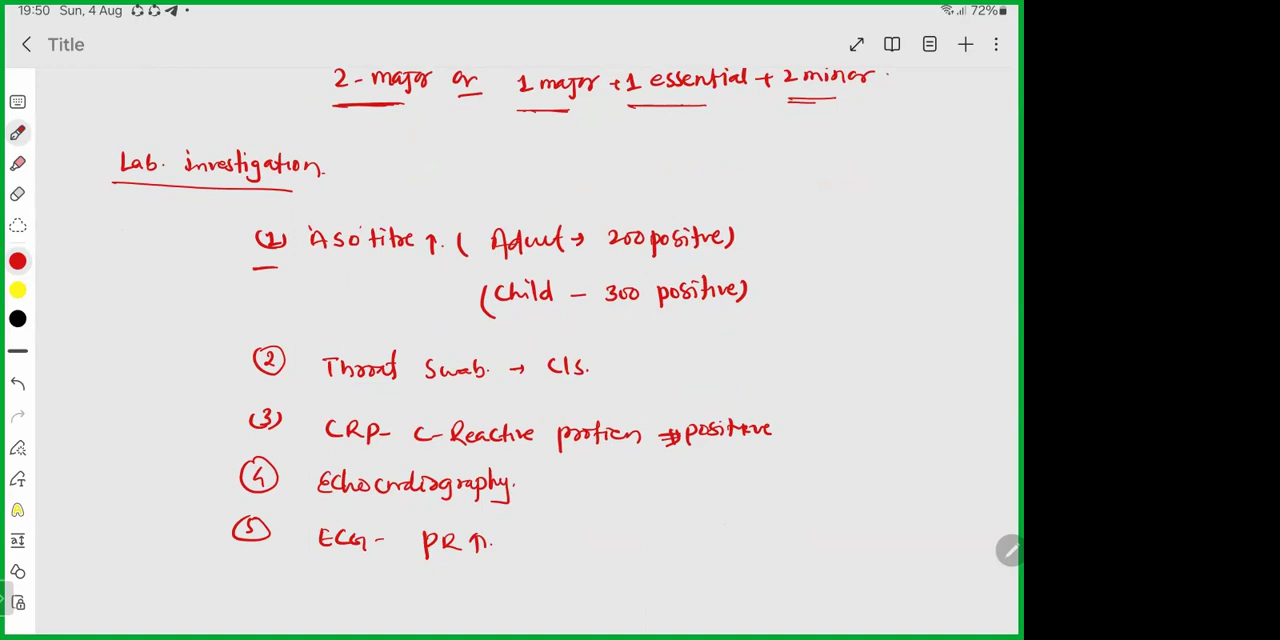 19:50 Sun, 4 Aug
72%
Title
2 - major or 1 major + 1 essential + 2 minor.
Lab. investigation.
(1) 'ASO' titre ↑. ( Adult → 200 positive)
(Child - 300 positive)
(2) Throat Swab. → C/S.
(3) CRP - C-Reactive protien → positive
(4) Echocardiography.
(5) ECG - PR ↑.